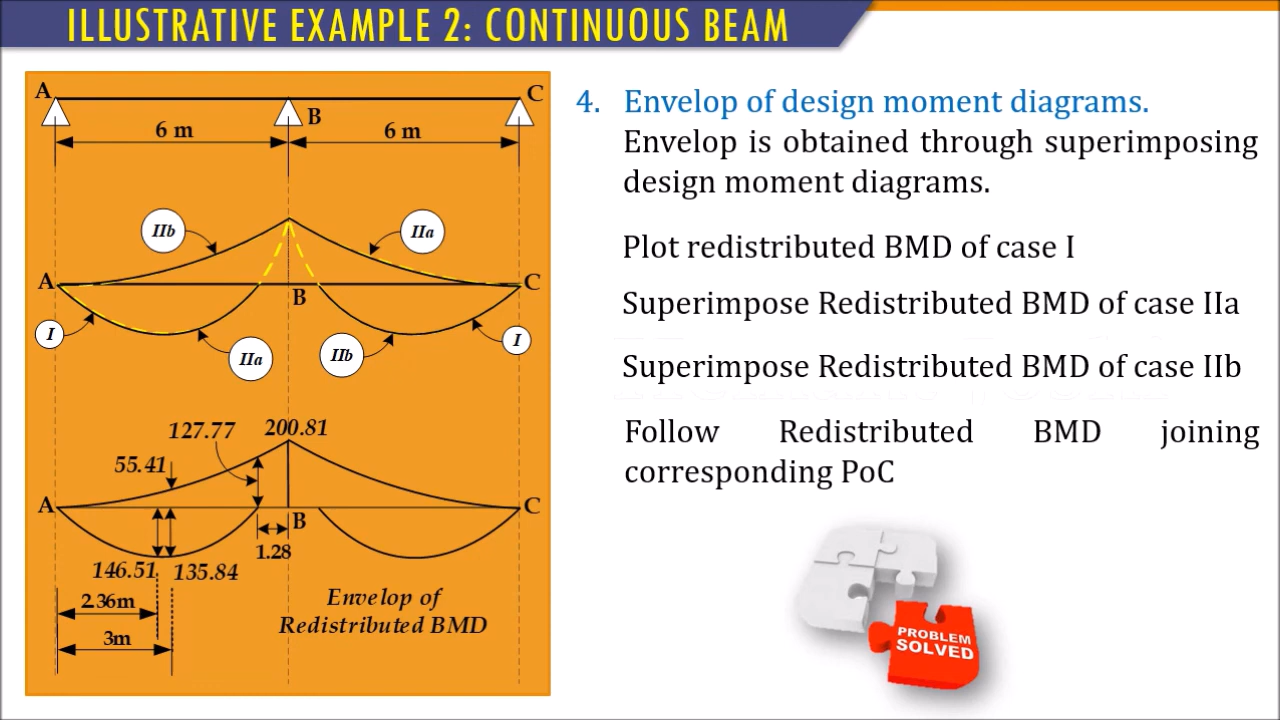 ILLUSTRATIVE EXAMPLE 2: CONTINUOUS BEAM
A
B
C
6 m
6 m
IIb
IIa
A
B
C
I
IIa
IIb
I
127.77
200.81
55.41
A
B
C
1.28
146.51
135.84
2.36m
3m
Envelop of
Redistributed BMD
4. Envelop of design moment diagrams.
Envelop is obtained through superimposing
design moment diagrams.
Plot redistributed BMD of case I
Superimpose Redistributed BMD of case IIa
Superimpose Redistributed BMD of case IIb
Follow Redistributed BMD joining
corresponding PoC
PROBLEM
SOLVED